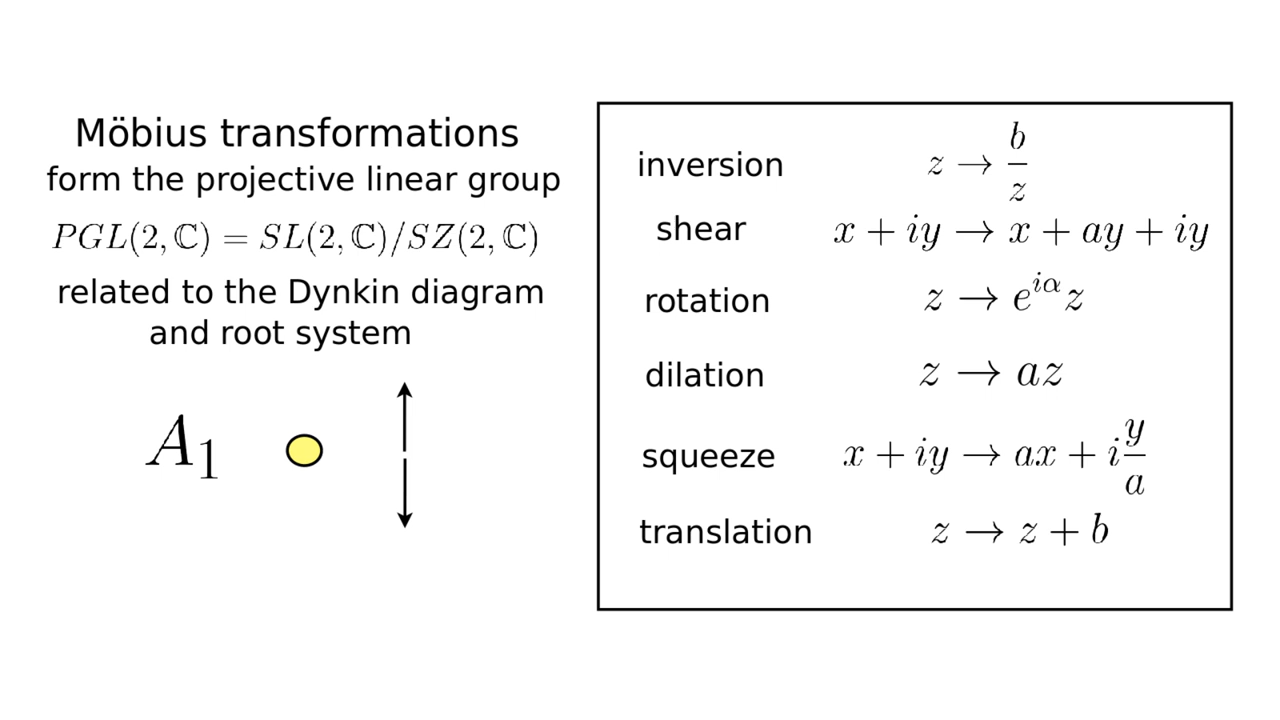 Möbius transformations
form the projective linear group
PGL(2,ℂ) = SL(2,ℂ)/SZ(2,ℂ)
related to the Dynkin diagram
and root system
A₁
inversion z → b/z
shear x + iy → x + ay + iy
rotation z → e^{iα}z
dilation z → az
squeeze x + iy → ax + i y/a
translation z → z + b